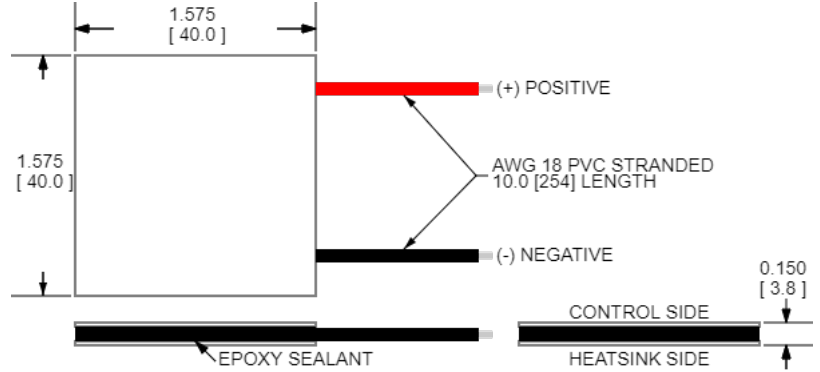 1.575
[ 40.0 ]
(+) POSITIVE
1.575
[ 40.0 ]
AWG 18 PVC STRANDED
10.0 [254] LENGTH
(-) NEGATIVE
0.150
[ 3.8 ]
CONTROL SIDE
EPOXY SEALANT
HEATSINK SIDE